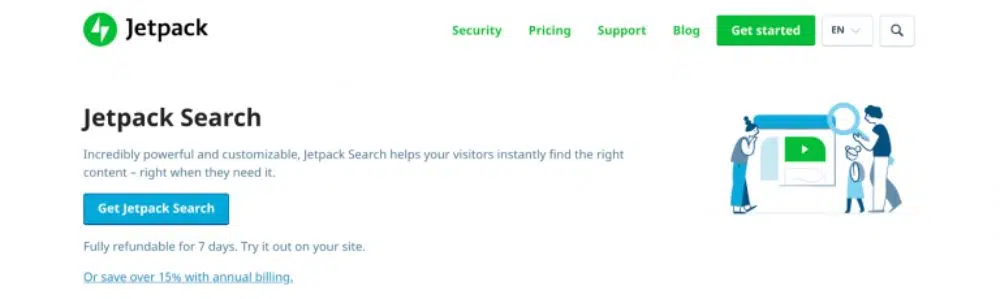 Jetpack
Security
Pricing
Support
Blog
Get started
EN
Jetpack Search
Incredibly powerful and customizable, Jetpack Search helps your visitors instantly find the right
content – right when they need it.
Get Jetpack Search
Fully refundable for 7 days. Try it out on your site.
Or save over 15% with annual billing.